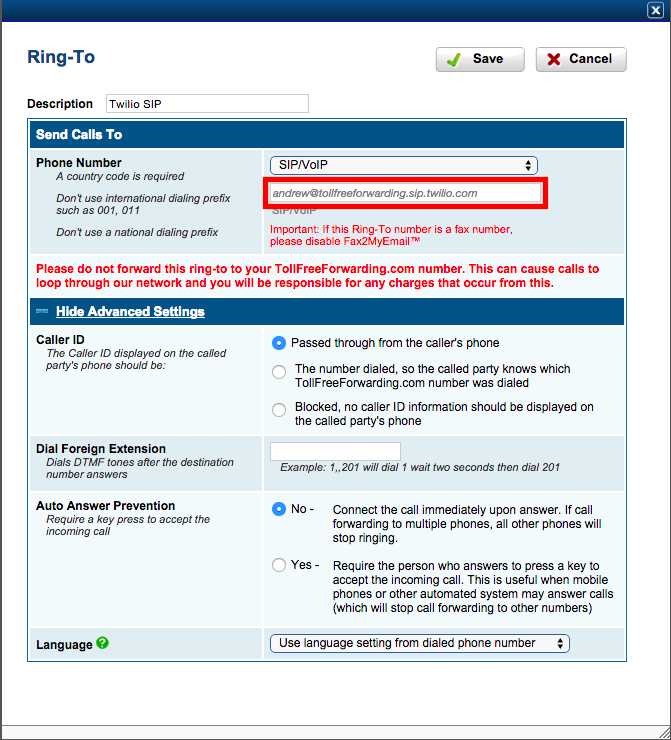 X
Ring-To
Save
Cancel
Description
Twilio SIP
Send Calls To
Phone Number
A country code is required
Don't use international dialing prefix
such as 001, 011
Don't use a national dialing prefix
SIP/VoIP
andrew@tollfreeforwarding.sip.twilio.com
SIP/VoIP
Important: If this Ring-To number is a fax number,
please disable Fax2MyEmail™
Please do not forward this ring-to to your TollFreeForwarding.com number. This can cause calls to
loop through our network and you will be responsible for any charges that occur from this.
Hide Advanced Settings
Caller ID
The Caller ID displayed on the called
party's phone should be:
Passed through from the caller's phone
The number dialed, so the called party knows which
TollFreeForwarding.com number was dialed
Blocked, no caller ID information should be displayed on
the called party's phone
Dial Foreign Extension
Dials DTMF tones after the destination
number answers
Example: 1,,201 will dial 1 wait two seconds then dial 201
Auto Answer Prevention
Require a key press to accept the
incoming call
No - Connect the call immediately upon answer. If call
forwarding to multiple phones, all other phones will
stop ringing.
Yes - Require the person who answers to press a key to
accept the incoming call. This is useful when mobile
phones or other automated system may answer calls
(which will stop call forwarding to other numbers)
Language ?
Use language setting from dialed phone number